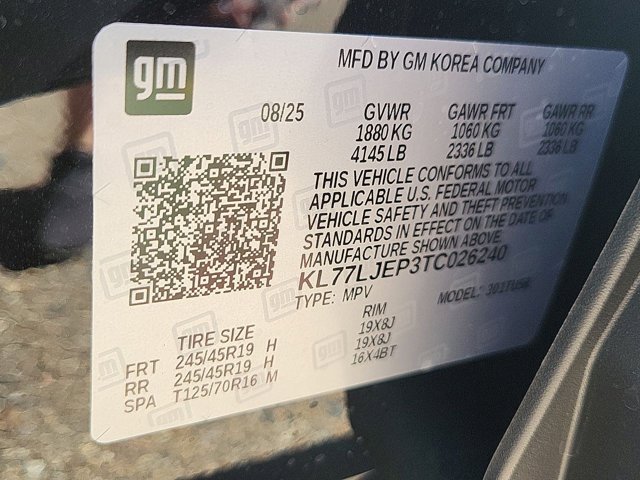 gm
MFD BY GM KOREA COMPANY
08/25
GVWR GAWR FRT GAWR RR
1880 KG 1060 KG 1060 KG
4145 LB 2336 LB 2336 LB
THIS VEHICLE CONFORMS TO ALL
APPLICABLE U.S. FEDERAL MOTOR
VEHICLE SAFETY AND THEFT PREVENTION
STANDARDS IN EFFECT ON THE DATE OF
MANUFACTURE SHOWN ABOVE.
KL77LJEP3TC026240
TYPE: MPV MODEL:
TIRE SIZE RIM
FRT 245/45R19 H 19X8J
RR 245/45R19 H 19X8J
SPA T125/70R16 M 16X4BT